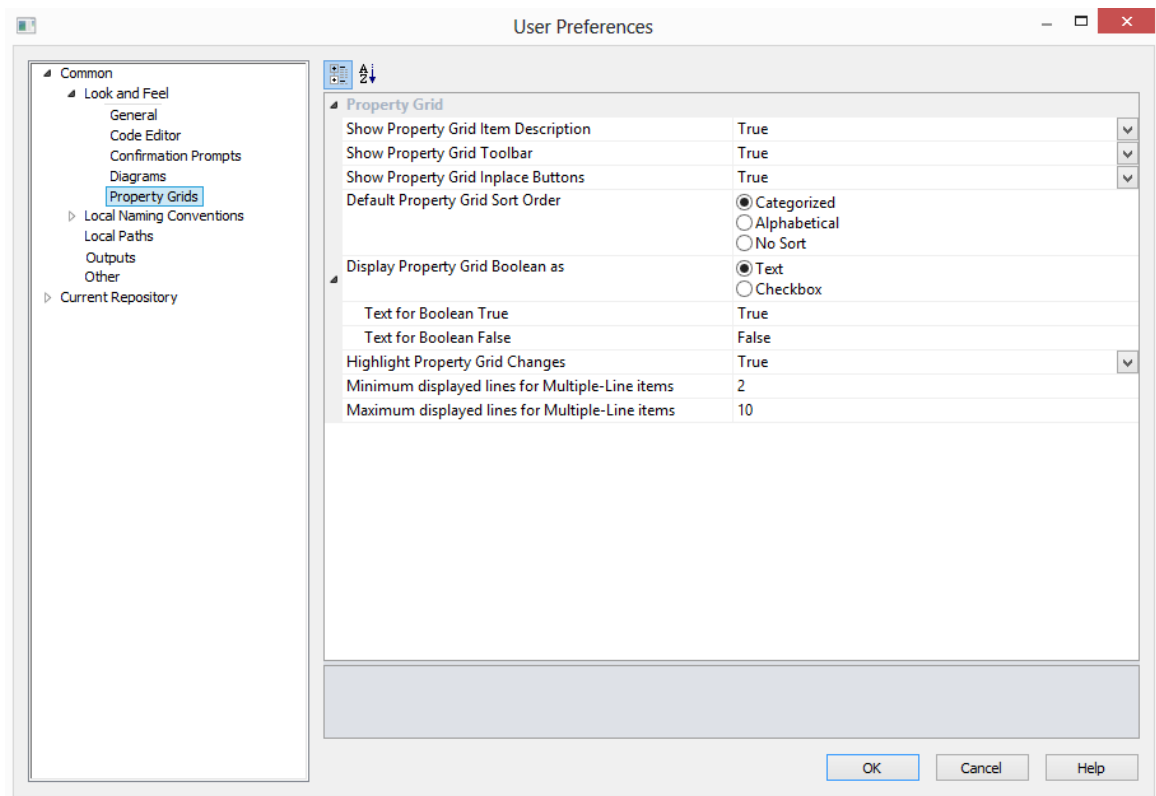 User Preferences
Common
Look and Feel
General
Code Editor
Confirmation Prompts
Diagrams
Property Grids
Local Naming Conventions
Local Paths
Outputs
Other
Current Repository
Property Grid
Show Property Grid Item Description True
Show Property Grid Toolbar True
Show Property Grid Inplace Buttons True
Default Property Grid Sort Order Categorized
Alphabetical
No Sort
Display Property Grid Boolean as Text
Checkbox
Text for Boolean True True
Text for Boolean False False
Highlight Property Grid Changes True
Minimum displayed lines for Multiple-Line items 2
Maximum displayed lines for Multiple-Line items 10
OK Cancel Help